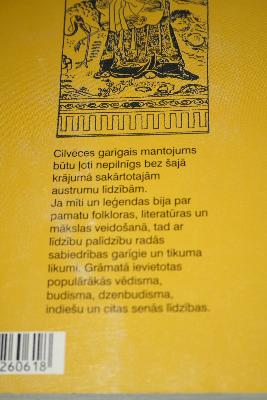 Cilvēces garīgais mantojums
būtu ļoti nepilnīgs bez šajā
krājumā sakārtotajām
austrumu līdzībām.
Ja mīti un leģendas bija par
pamatu folkloras, literatūras un
mākslas veidošanā, tad ar
līdzību palīdzību radās
sabiedrības garīgie un tikuma
likumi. Grāmatā ievietotas
populārākās vēdisma,
budisma, dzenbudisma,
indiešu un citas senās līdzības.
260618